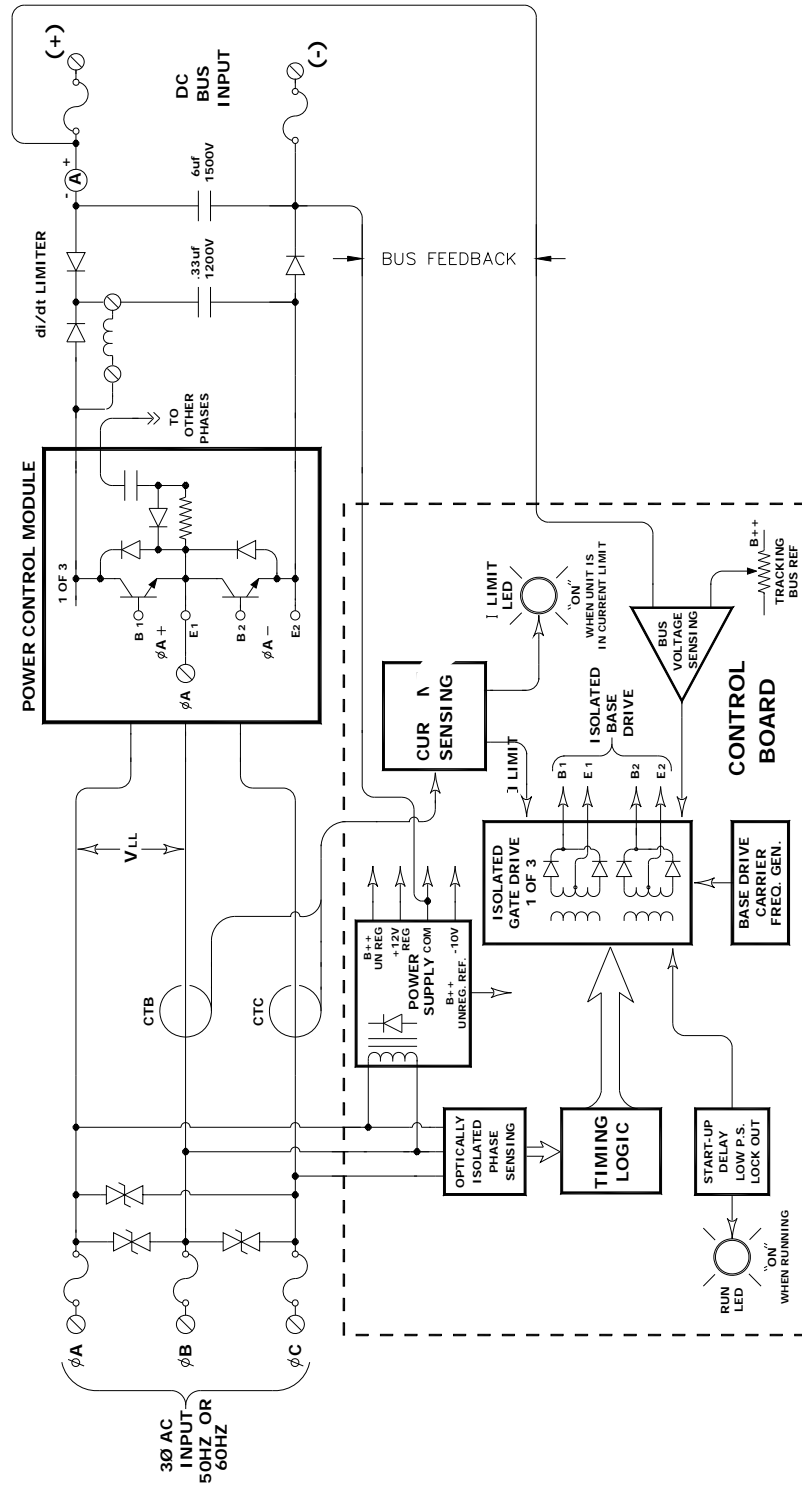 3Ø AC
INPUT
50HZ OR
60HZ
ϕA
ϕB
ϕC
CTB
CTC
VLL
POWER CONTROL MODULE
1 OF 3
B1
ϕA+
E1
ϕA
B2
ϕA-
E2
TO
OTHER
PHASES
di/dt LIMITER
.33uf
1200V
6uf
1500V
-
A
+
(+)
DC
BUS
INPUT
(-)
BUS FEEDBACK
OPTICALLY
ISOLATED
PHASE
SENSING
TIMING
LOGIC
START-UP
DELAY
LOW P.S.
LOCK OUT
RUN
LED
"ON"
WHEN RUNNING
B++
UN REG
+12V
REG
POWER
SUPPLY
COM
-10V
B++
UNREG. REF.
CUR
SENSING
I LIMIT
I LIMIT
LED
"ON"
WHEN UNIT IS
IN CURRENT LIMIT
ISOLATED
GATE DRIVE
1 OF 3
B1
E1
B2
E2
ISOLATED
BASE
DRIVE
BASE DRIVE
CARRIER
FREQ. GEN.
BUS
VOLTAGE
SENSING
B++
TRACKING
BUS REF
CONTROL
BOARD